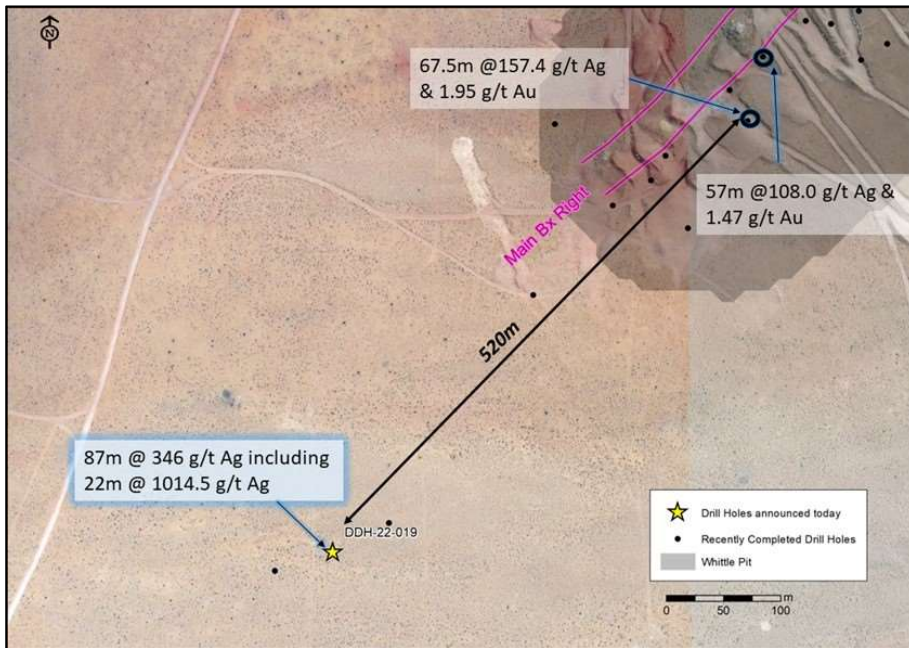 N
67.5m @157.4 g/t Ag
& 1.95 g/t Au
57m @108.0 g/t Ag &
1.47 g/t Au
Main Bx Right
520m
87m @ 346 g/t Ag including
22m @ 1014.5 g/t Ag
DDH-22-019
Drill Holes announced today
Recently Completed Drill Holes
Whittle Pit
m
0
50
100